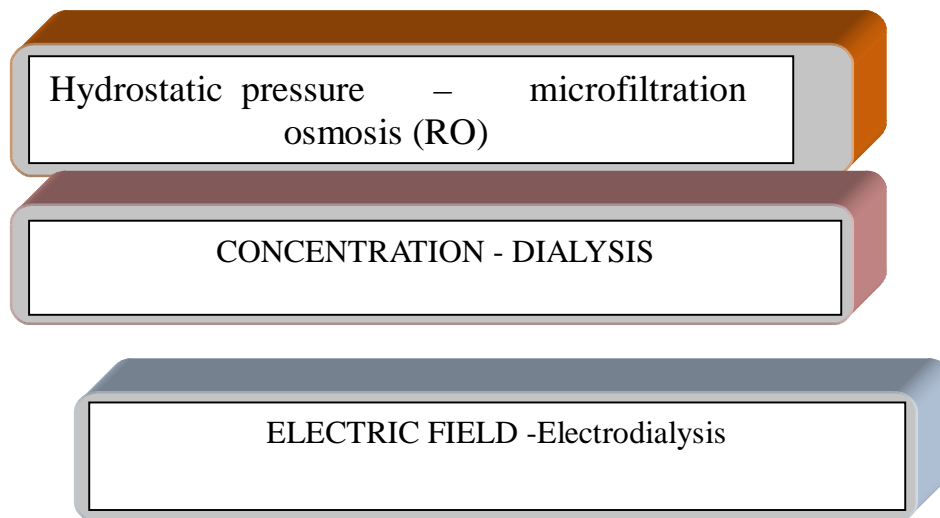 Hydrostatic pressure – microfiltration
osmosis (RO)
CONCENTRATION - DIALYSIS
ELECTRIC FIELD -Electrodialysis